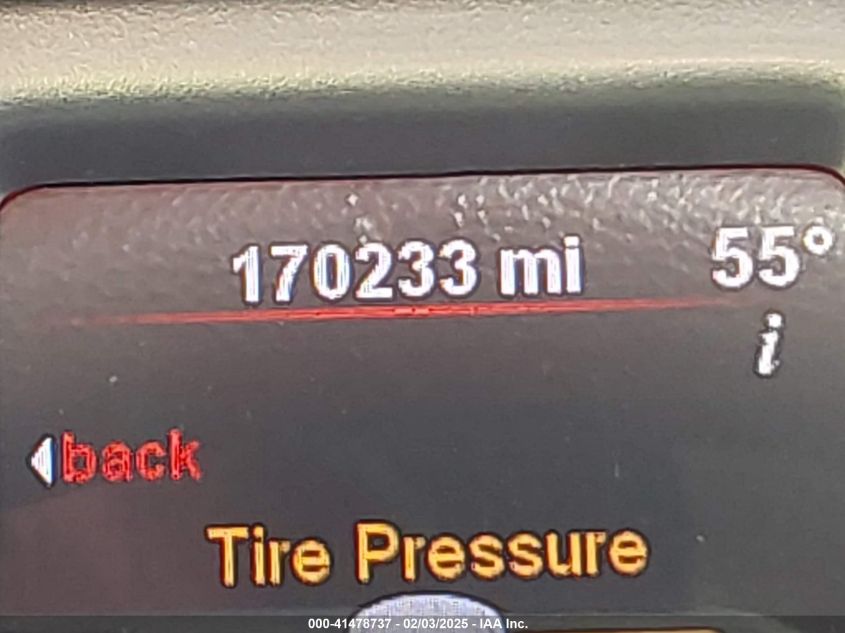 170233 mi 55°
i
back
Tire Pressure
000-41478737 - 02/03/2025 - IAA Inc.